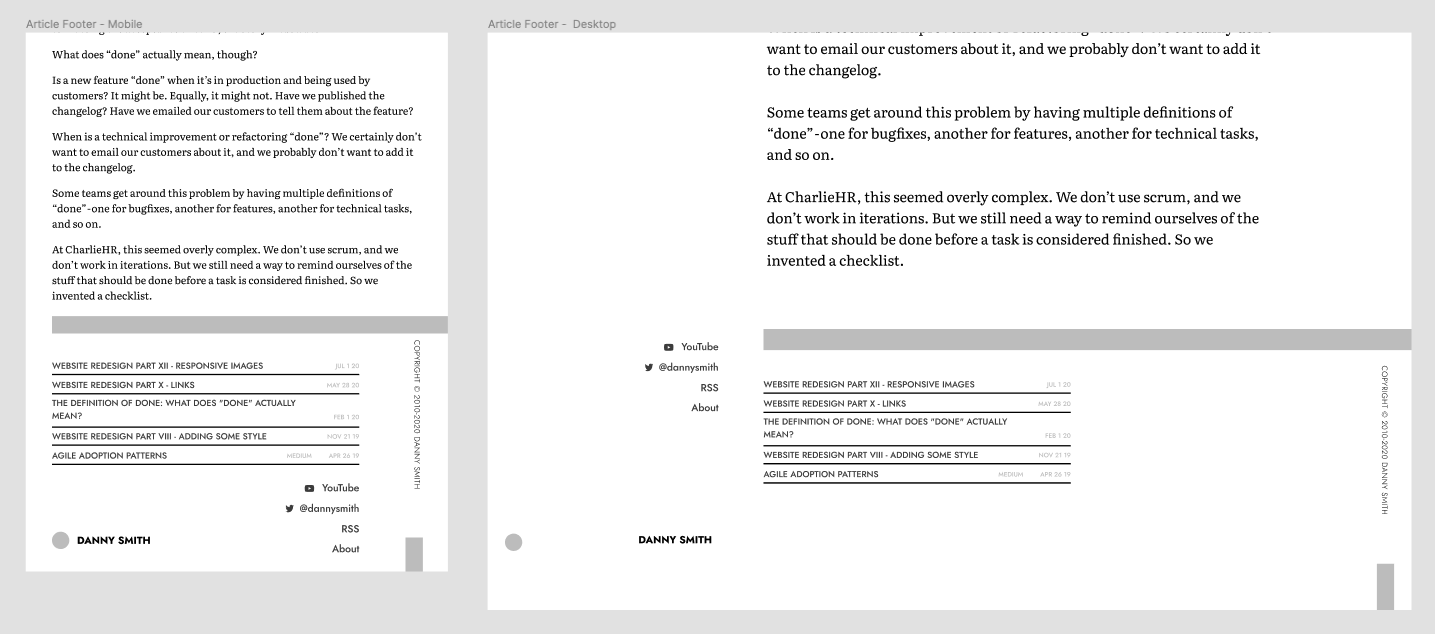 Article Footer - Mobile
What does “done” actually mean, though?
Is a new feature “done” when it’s in production and being used by
customers? It might be. Equally, it might not. Have we published the
changelog? Have we emailed our customers to tell them about the feature?
When is a technical improvement or refactoring “done”? We certainly don’t
want to email our customers about it, and we probably don’t want to add it
to the changelog.
Some teams get around this problem by having multiple definitions of
“done”-one for bugfixes, another for features, another for technical tasks,
and so on.
At CharlieHR, this seemed overly complex. We don’t use scrum, and we
don’t work in iterations. But we still need a way to remind ourselves of the
stuff that should be done before a task is considered finished. So we
invented a checklist.
WEBSITE REDESIGN PART XII - RESPONSIVE IMAGES JUL 1 20
WEBSITE REDESIGN PART X - LINKS MAY 28 20
THE DEFINITION OF DONE: WHAT DOES "DONE" ACTUALLY
MEAN? FEB 1 20
WEBSITE REDESIGN PART VIII - ADDING SOME STYLE NOV 21 19
AGILE ADOPTION PATTERNS MEDIUM APR 26 19
COPYRIGHT © 2010-2020 DANNY SMITH
YouTube
@dannysmith
RSS
About
DANNY SMITH
Article Footer - Desktop
want to email our customers about it, and we probably don’t want to add it
to the changelog.
Some teams get around this problem by having multiple definitions of
“done”-one for bugfixes, another for features, another for technical tasks,
and so on.
At CharlieHR, this seemed overly complex. We don’t use scrum, and we
don’t work in iterations. But we still need a way to remind ourselves of the
stuff that should be done before a task is considered finished. So we
invented a checklist.
YouTube
@dannysmith
RSS
About
WEBSITE REDESIGN PART XII - RESPONSIVE IMAGES JUL 1 20
WEBSITE REDESIGN PART X - LINKS MAY 28 20
THE DEFINITION OF DONE: WHAT DOES "DONE" ACTUALLY
MEAN? FEB 1 20
WEBSITE REDESIGN PART VIII - ADDING SOME STYLE NOV 21 19
AGILE ADOPTION PATTERNS MEDIUM APR 26 19
COPYRIGHT © 2010-2020 DANNY SMITH
DANNY SMITH